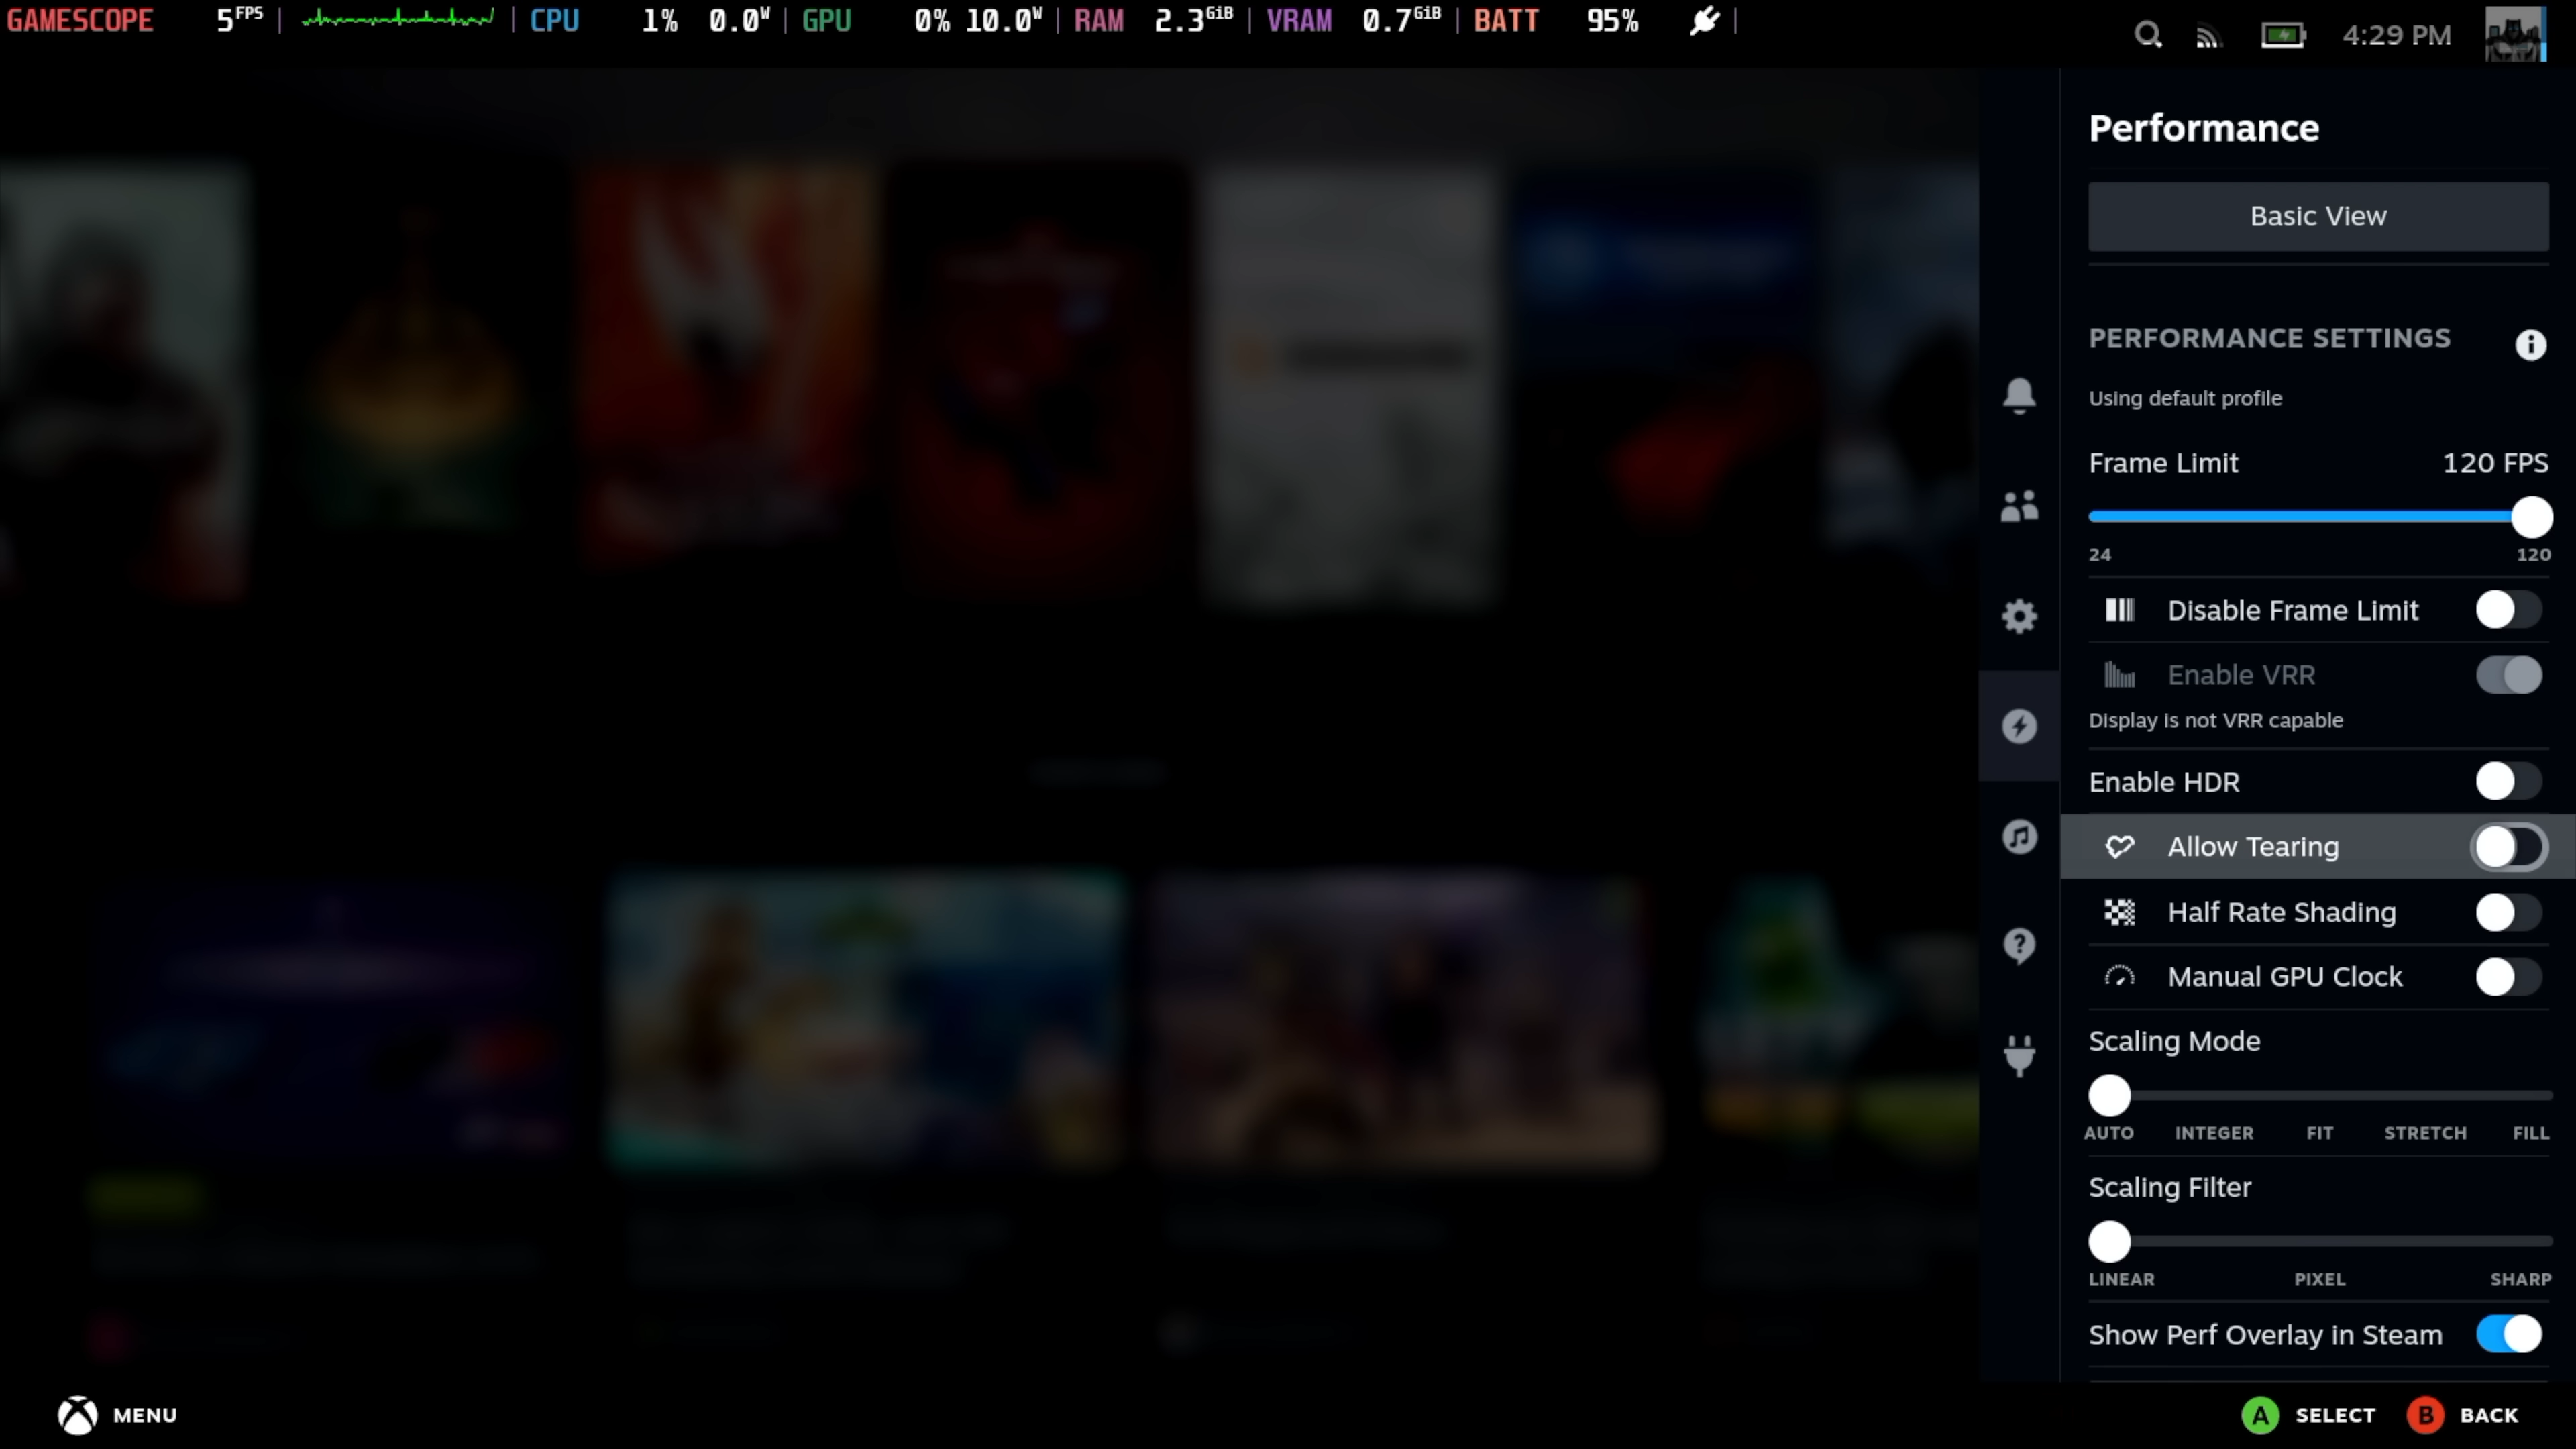 GAMESCOPE 5FPS | CPU 1% 0.0W | GPU 0% 10.0W | RAM 2.3GiB | VRAM 0.7GiB | BATT 95%
4:29 PM
Performance
Basic View
PERFORMANCE SETTINGS
Using default profile
Frame Limit 120 FPS
24 120
Disable Frame Limit
Enable VRR
Display is not VRR capable
Enable HDR
Allow Tearing
Half Rate Shading
Manual GPU Clock
Scaling Mode
AUTO INTEGER FIT STRETCH FILL
Scaling Filter
LINEAR PIXEL SHARP
Show Perf Overlay in Steam
MENU
A SELECT B BACK